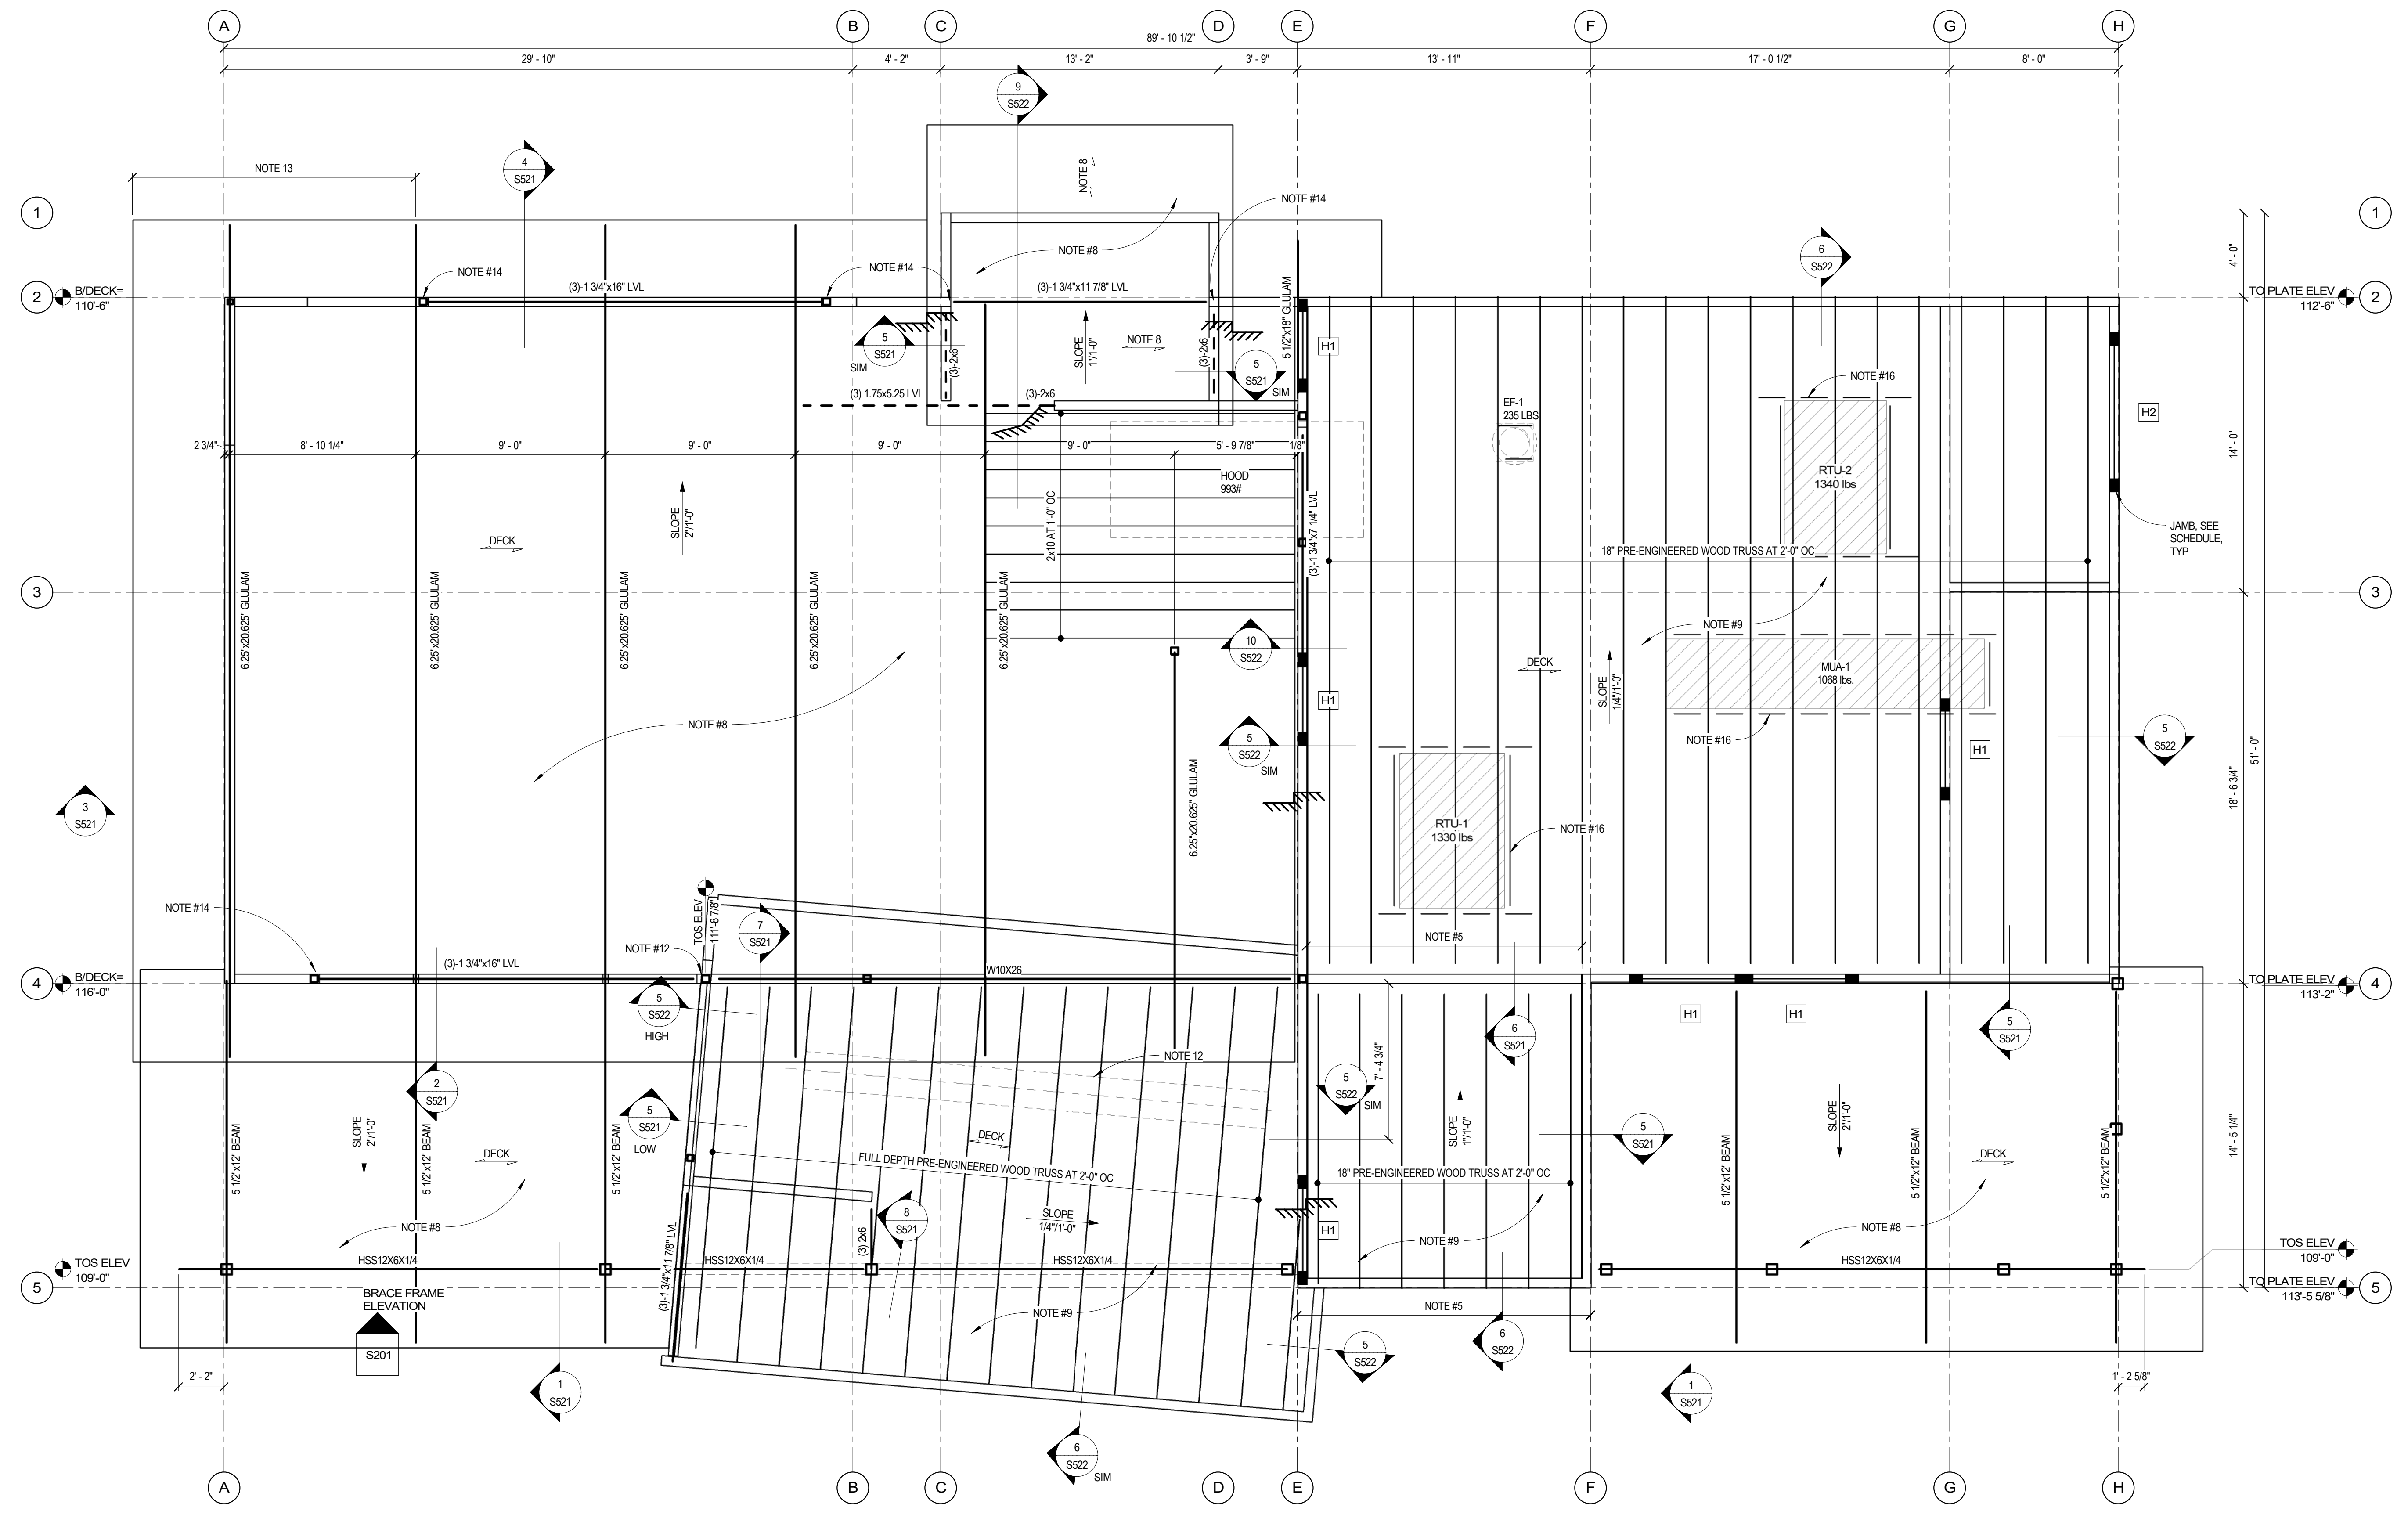 A
B
C
D
E
F
G
H
89' - 10 1/2"
29' - 10"
4' - 2"
13' - 2"
3' - 9"
13' - 11"
17' - 0 1/2"
8' - 0"
9
S522
4
S521
NOTE 13
NOTE 8
1
NOTE #14
1
NOTE #8
6
S522
4' - 0"
NOTE #14
NOTE #14
2
B/DECK=
110'-6"
(3)-1 3/4"x16" LVL
(3)-1 3/4"x11 7/8" LVL
5 1/2"x18" GLULAM
TO PLATE ELEV
112'-6"
2
5
S521
SIM
(3)-2x6
SLOPE
1"/1'-0"
NOTE 8
(3)-2x6
5
S521
SIM
H1
NOTE #16
(3) 1.75x5.25 LVL
(3)-2x6
EF-1
235 LBS
H2
2 3/4"
8' - 10 1/4"
9' - 0"
9' - 0"
9' - 0"
9' - 0"
5' - 9 7/8"
1/8"
14' - 0"
HOOD
993#
RTU-2
1340 lbs
SLOPE
2"/1'-0"
DECK
2x10 AT 1'-0" OC
(3)-1 3/4"x7 1/4" LVL
18" PRE-ENGINEERED WOOD TRUSS AT 2'-0" OC
JAMB, SEE
SCHEDULE,
TYP
3
3
6.25"x20.625" GLULAM
6.25"x20.625" GLULAM
6.25"x20.625" GLULAM
6.25"x20.625" GLULAM
6.25"x20.625" GLULAM
NOTE #9
10
S522
DECK
SLOPE
1/4"/1'-0"
MUA-1
1068 lbs.
H1
NOTE #8
NOTE #16
H1
5
S522
SIM
5
S522
51' - 0"
18' - 6 3/4"
3
S521
6.25"x20.625" GLULAM
RTU-1
1330 lbs
NOTE #16
NOTE #14
TOS ELEV
111'-8 7/8"
7
S521
NOTE #12
NOTE #5
(3)-1 3/4"x16" LVL
W10X26
4
B/DECK=
116'-0"
TO PLATE ELEV
113'-2"
4
5
S522
HIGH
H1
H1
5
S521
6
S521
7' - 4 3/4"
NOTE 12
2
S521
5
S522
SIM
5
S521
LOW
SLOPE
2"/1'-0"
SLOPE
1"/1'-0"
5
S521
SLOPE
2"/1'-0"
14' - 5 1/4"
DECK
DECK
DECK
5 1/2"x12" BEAM
5 1/2"x12" BEAM
5 1/2"x12" BEAM
FULL DEPTH PRE-ENGINEERED WOOD TRUSS AT 2'-0" OC
18" PRE-ENGINEERED WOOD TRUSS AT 2'-0" OC
5 1/2"x12" BEAM
5 1/2"x12" BEAM
5 1/2"x12" BEAM
NOTE #8
(3) 2x6
8
S521
SLOPE
1/4"/1'-0"
H1
NOTE #9
NOTE #8
TOS ELEV
109'-0"
HSS12X6X1/4
(3)-1 3/4"x11 7/8" LVL
HSS12X6X1/4
HSS12X6X1/4
HSS12X6X1/4
TOS ELEV
109'-0"
5
BRACE FRAME
ELEVATION
S201
NOTE #9
NOTE #5
TO PLATE ELEV
113'-5 5/8"
5
5
S522
6
S522
2' - 2"
1
S521
1
S521
1' - 2 5/8"
6
S522
SIM
A
B
C
D
E
F
G
H